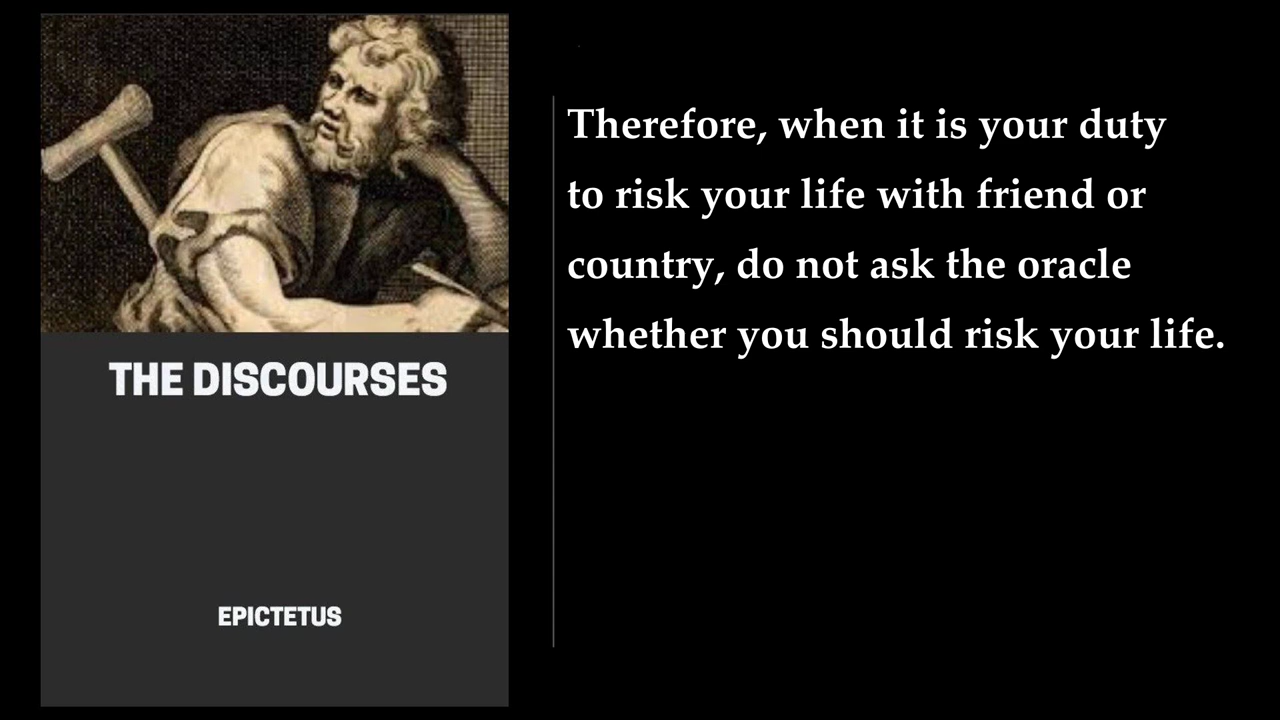 THE DISCOURSES
EPICTETUS
Therefore, when it is your duty
to risk your life with friend or
country, do not ask the oracle
whether you should risk your life.